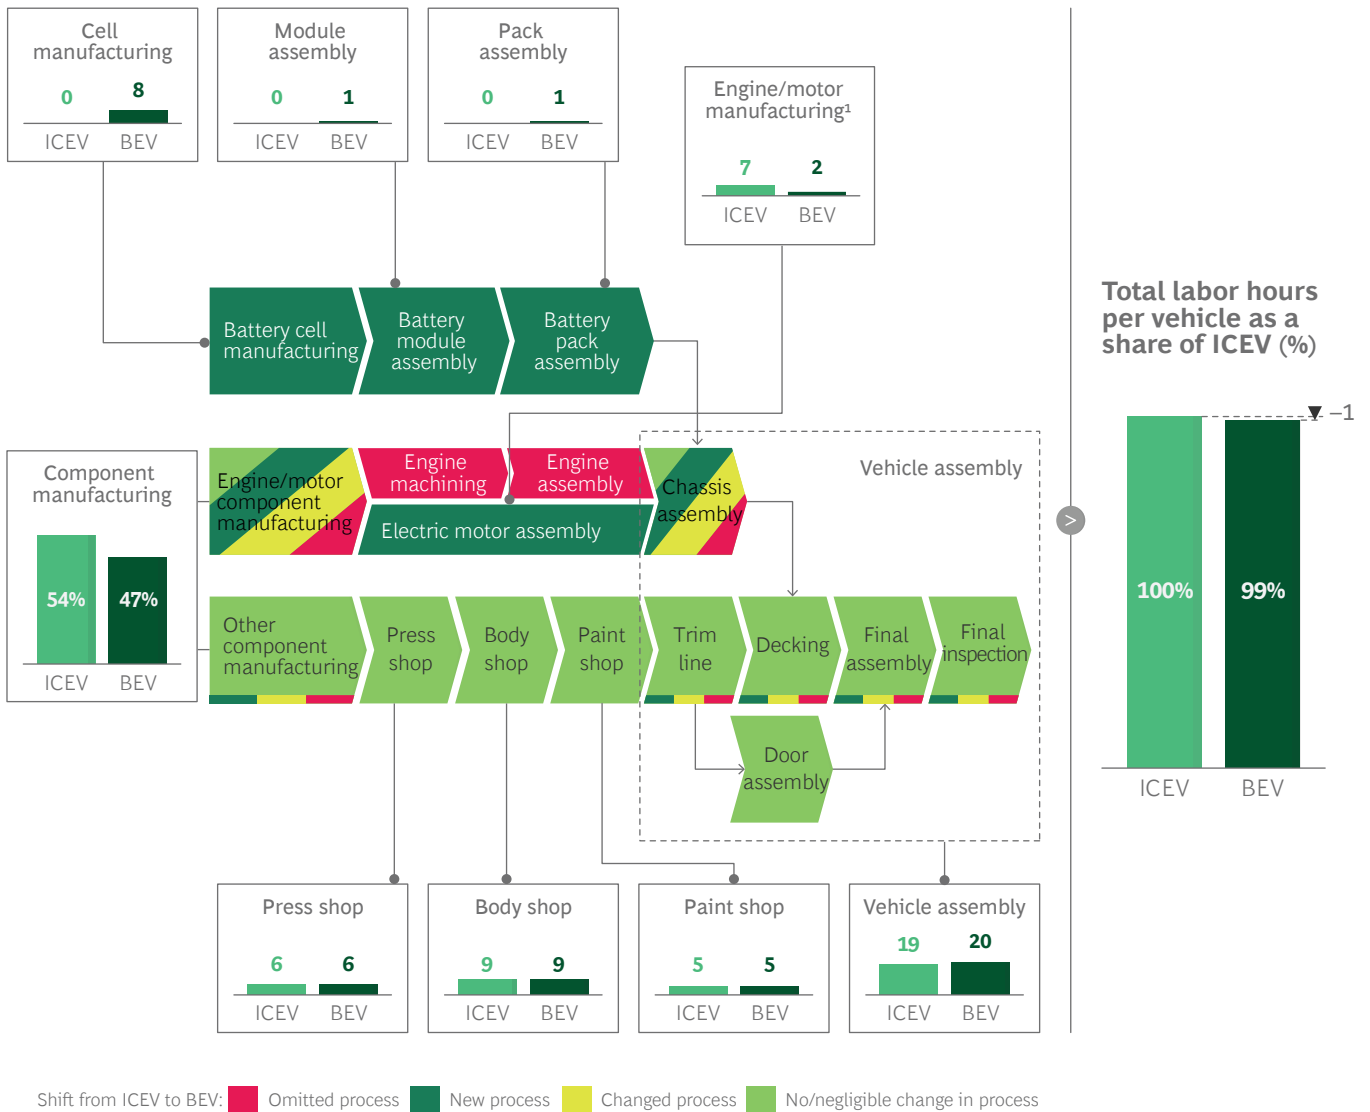 Cell
manufacturing
0
8
ICEV
BEV
Module
assembly
0
1
ICEV
BEV
Pack
assembly
0
1
ICEV
BEV
Engine/motor
manufacturing¹
7
2
ICEV
BEV
Battery cell
manufacturing
Battery
module
assembly
Battery
pack
assembly
Component
manufacturing
54%
47%
ICEV
BEV
Engine/motor
component
manufacturing
Engine
machining
Engine
assembly
Electric motor assembly
Chassis
assembly
Vehicle assembly
Other
component
manufacturing
Press
shop
Body
shop
Paint
shop
Trim
line
Decking
Final
assembly
Final
inspection
Door
assembly
Press shop
6
6
ICEV
BEV
Body shop
9
9
ICEV
BEV
Paint shop
5
5
ICEV
BEV
Vehicle assembly
19
20
ICEV
BEV
>
Total labor hours
per vehicle as a
share of ICEV (%)
–1
100%
99%
ICEV
BEV
Shift from ICEV to BEV:
Omitted process
New process
Changed process
No/negligible change in process